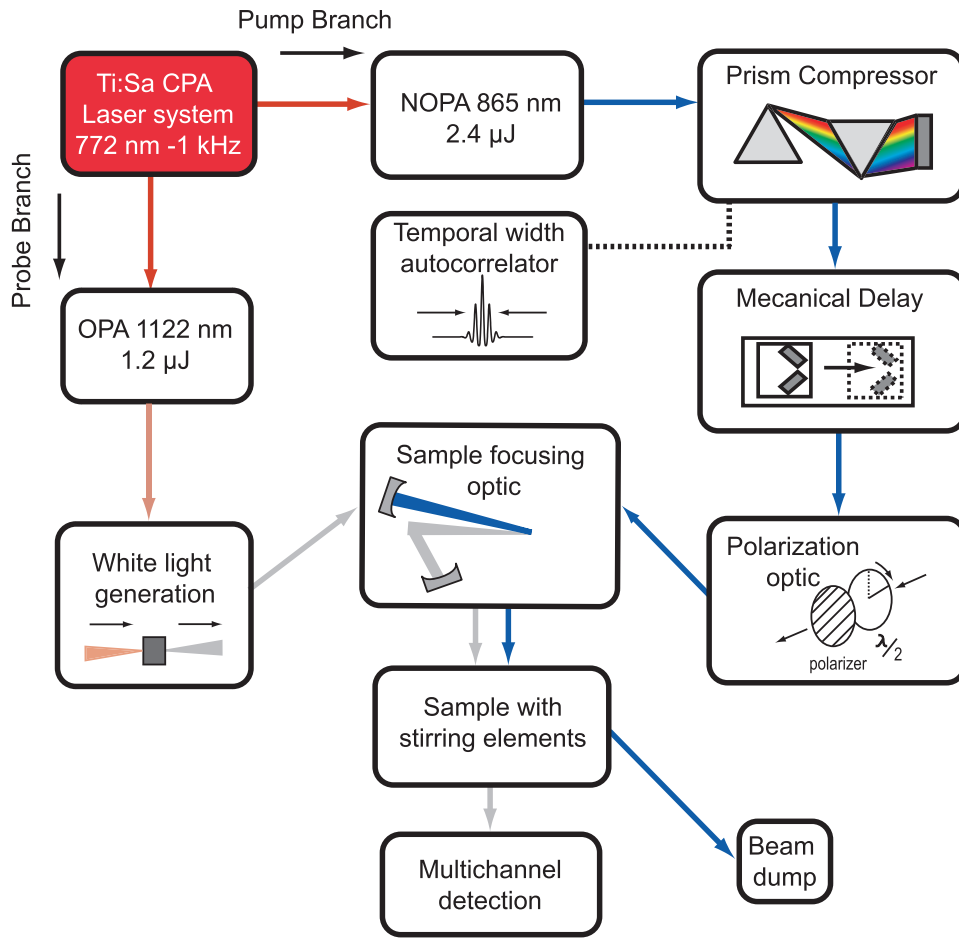 Pump Branch
Ti:Sa CPA
Laser system
772 nm -1 kHz
NOPA 865 nm
2.4 µJ
Prism Compressor
Probe Branch
Temporal width
autocorrelator
Mecanical Delay
OPA 1122 nm
1.2 µJ
Sample focusing
optic
White light
generation
Polarization
optic
λ/2
polarizer
Sample with
stirring elements
Multichannel
detection
Beam
dump